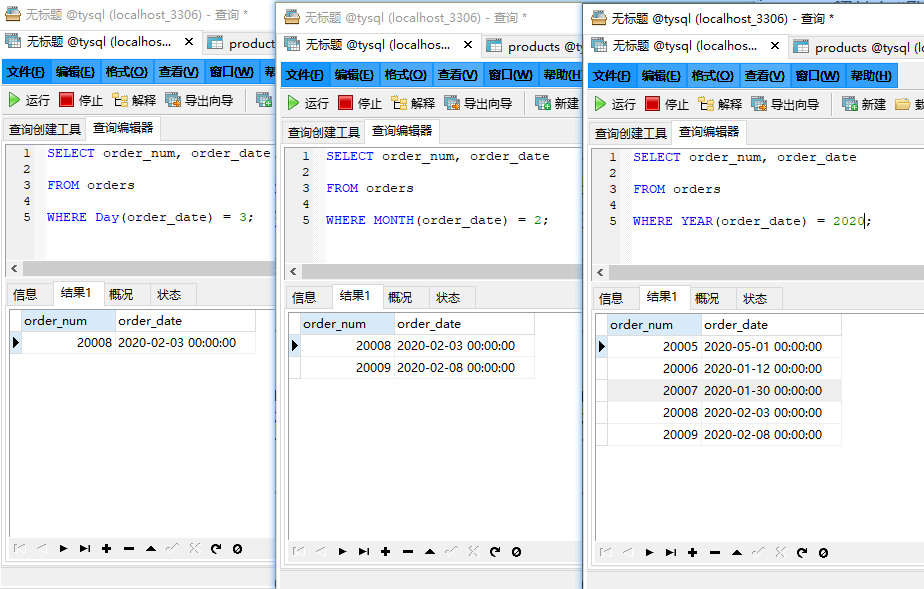 无标题 @tysql (localhost_3306) - 查询 *
无标题 @tysql (localhos... × product
文件(F) 编辑(E) 格式(O) 查看(V) 窗口(W) 帮
运行 停止 解释 导出向导
查询创建工具 查询编辑器
1 SELECT order_num, order_date
2
3 FROM orders
4
5 WHERE Day(order_date) = 3;
信息 结果1 概况 状态
order_num order_date
20008 2020-02-03 00:00:00
无标题 @tysql (localhost_3306) - 查询 *
无标题 @tysql (localhos... × products @ty
文件(F) 编辑(E) 格式(O) 查看(V) 窗口(W) 帮助(H
运行 停止 解释 导出向导 新建
查询创建工具 查询编辑器
1 SELECT order_num, order_date
2
3 FROM orders
4
5 WHERE MONTH(order_date) = 2;
信息 结果1 概况 状态
order_num order_date
20008 2020-02-03 00:00:00
20009 2020-02-08 00:00:00
无标题 @tysql (localhost_3306) - 查询 *
无标题 @tysql (localhos... × products @tysql (lo
文件(F) 编辑(E) 格式(O) 查看(V) 窗口(W) 帮助(H)
运行 停止 解释 导出向导 新建
查询创建工具 查询编辑器
1 SELECT order_num, order_date
2
3 FROM orders
4
5 WHERE YEAR(order_date) = 2020;
信息 结果1 概况 状态
order_num order_date
20005 2020-05-01 00:00:00
20006 2020-01-12 00:00:00
20007 2020-01-30 00:00:00
20008 2020-02-03 00:00:00
20009 2020-02-08 00:00:00